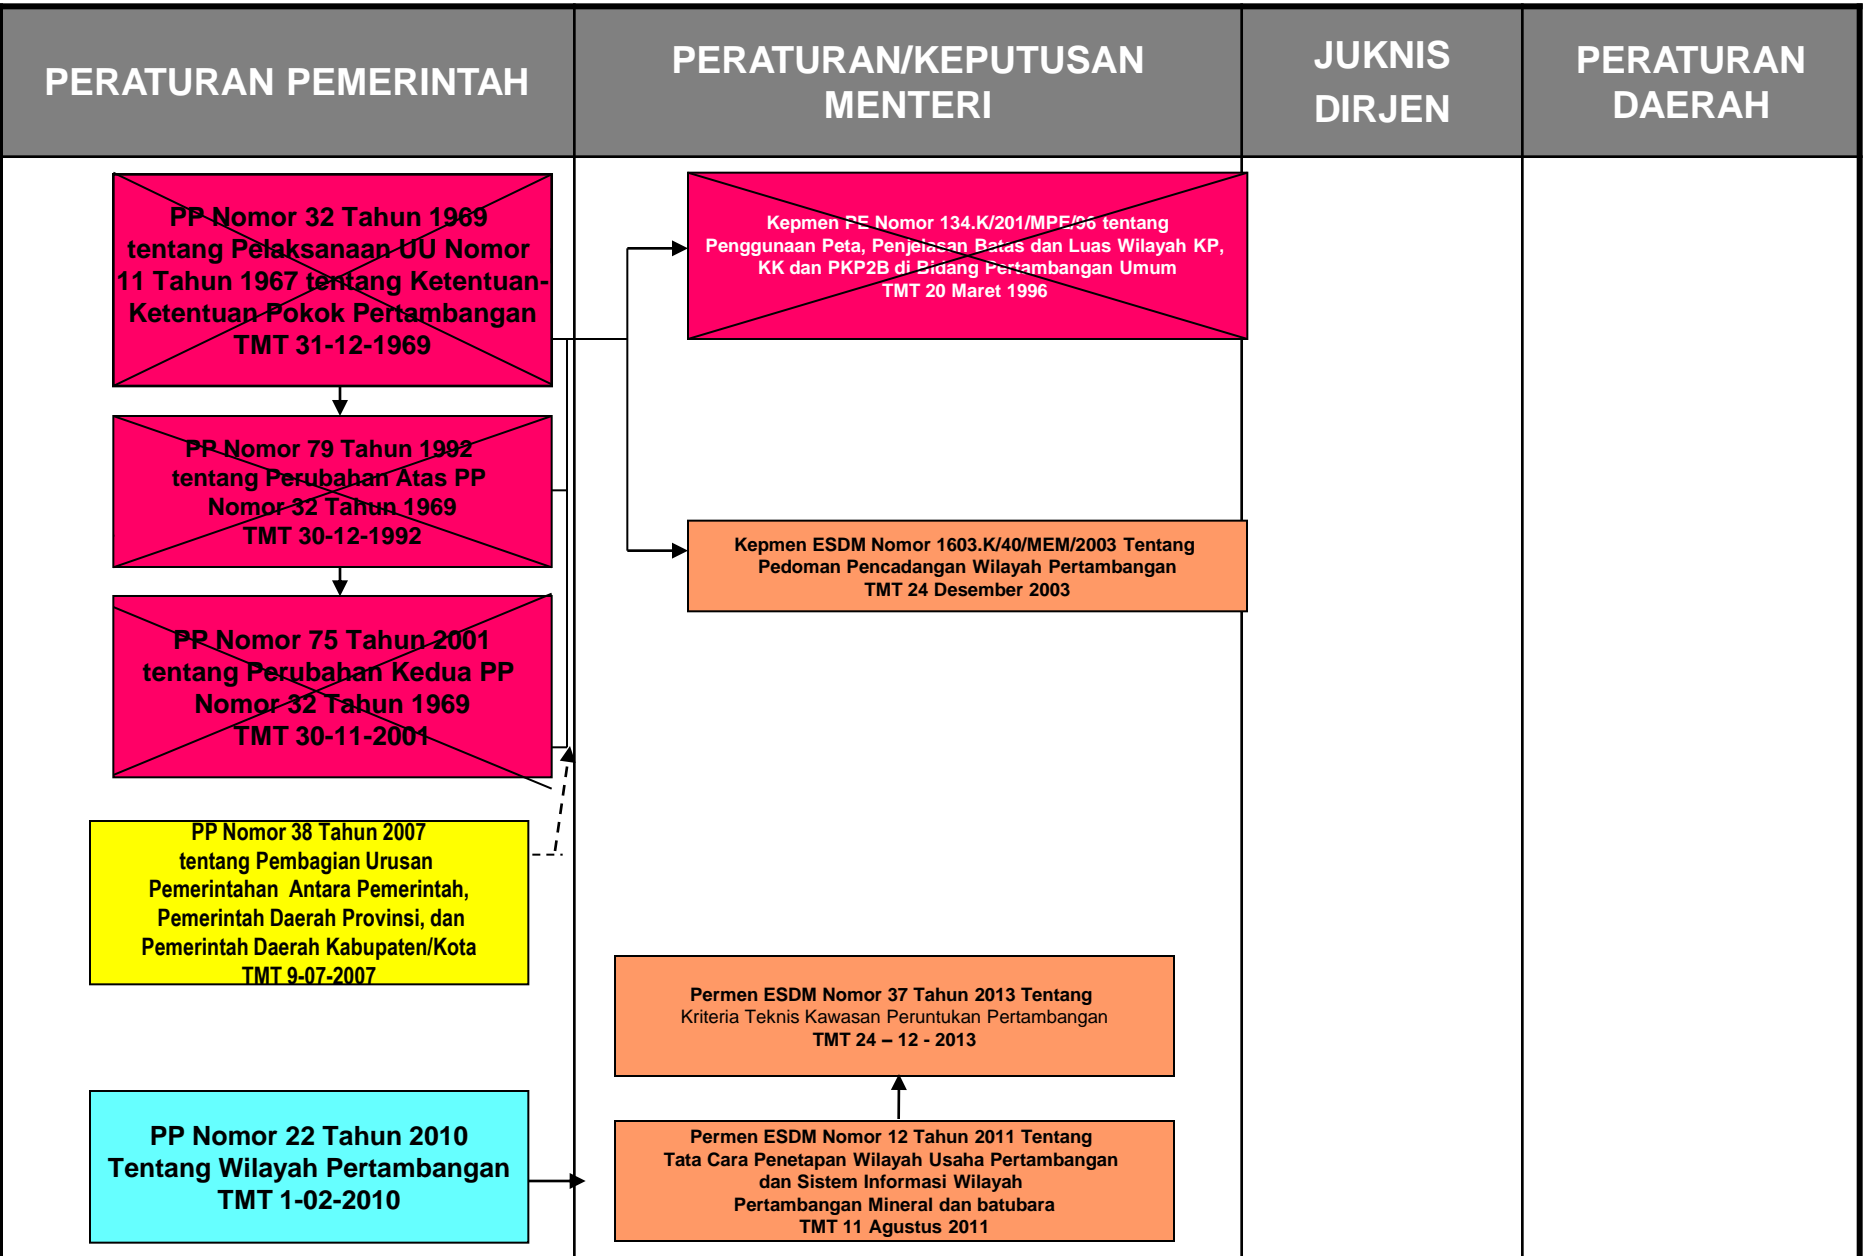 PERATURAN PEMERINTAH
PERATURAN/KEPUTUSAN
MENTERI
JUKNIS
DIRJEN
PERATURAN
DAERAH
PP Nomor 32 Tahun 1969
tentang Pelaksanaan UU Nomor
11 Tahun 1967 tentang Ketentuan-
Ketentuan Pokok Pertambangan
TMT 31-12-1969
PP Nomor 79 Tahun 1992
tentang Perubahan Atas PP
Nomor 32 Tahun 1969
TMT 30-12-1992
PP Nomor 75 Tahun 2001
tentang Perubahan Kedua PP
Nomor 32 Tahun 1969
TMT 30-11-2001
PP Nomor 38 Tahun 2007
tentang Pembagian Urusan
Pemerintahan Antara Pemerintah,
Pemerintah Daerah Provinsi, dan
Pemerintah Daerah Kabupaten/Kota
TMT 9-07-2007
PP Nomor 22 Tahun 2010
Tentang Wilayah Pertambangan
TMT 1-02-2010
Kepmen PE Nomor 134.K/201/MPE/96 tentang
Penggunaan Peta, Penjelasan Batas dan Luas Wilayah KP,
KK dan PKP2B di Bidang Pertambangan Umum
TMT 20 Maret 1996
Kepmen ESDM Nomor 1603.K/40/MEM/2003 Tentang
Pedoman Pencadangan Wilayah Pertambangan
TMT 24 Desember 2003
Permen ESDM Nomor 37 Tahun 2013 Tentang
Kriteria Teknis Kawasan Peruntukan Pertambangan
TMT 24 – 12 - 2013
Permen ESDM Nomor 12 Tahun 2011 Tentang
Tata Cara Penetapan Wilayah Usaha Pertambangan
dan Sistem Informasi Wilayah
Pertambangan Mineral dan batubara
TMT 11 Agustus 2011